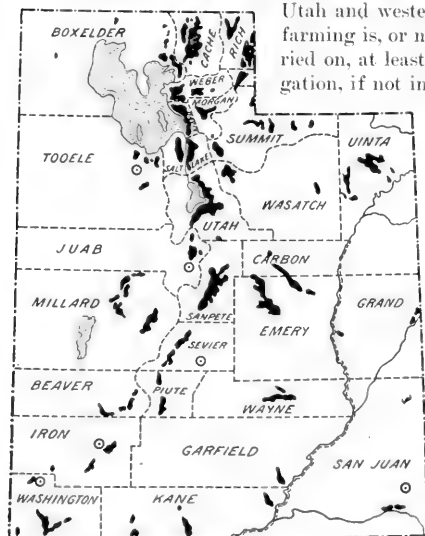 Utah and weste
farming is, or m
ried on, at least
gation, if not in
BOXELDER
CACHE
RICH
WEBER
MORGAN
SUMMIT
TOOELE
SALT LAKE
UINTA
WASATCH
UTAH
JUAB
CARBON
MILLARD
GRAND
SANPETE
EMERY
SEVIER
BEAVER
PIUTE
WAYNE
IRON
GARFIELD
SAN JUAN
WASHINGTON
KANE